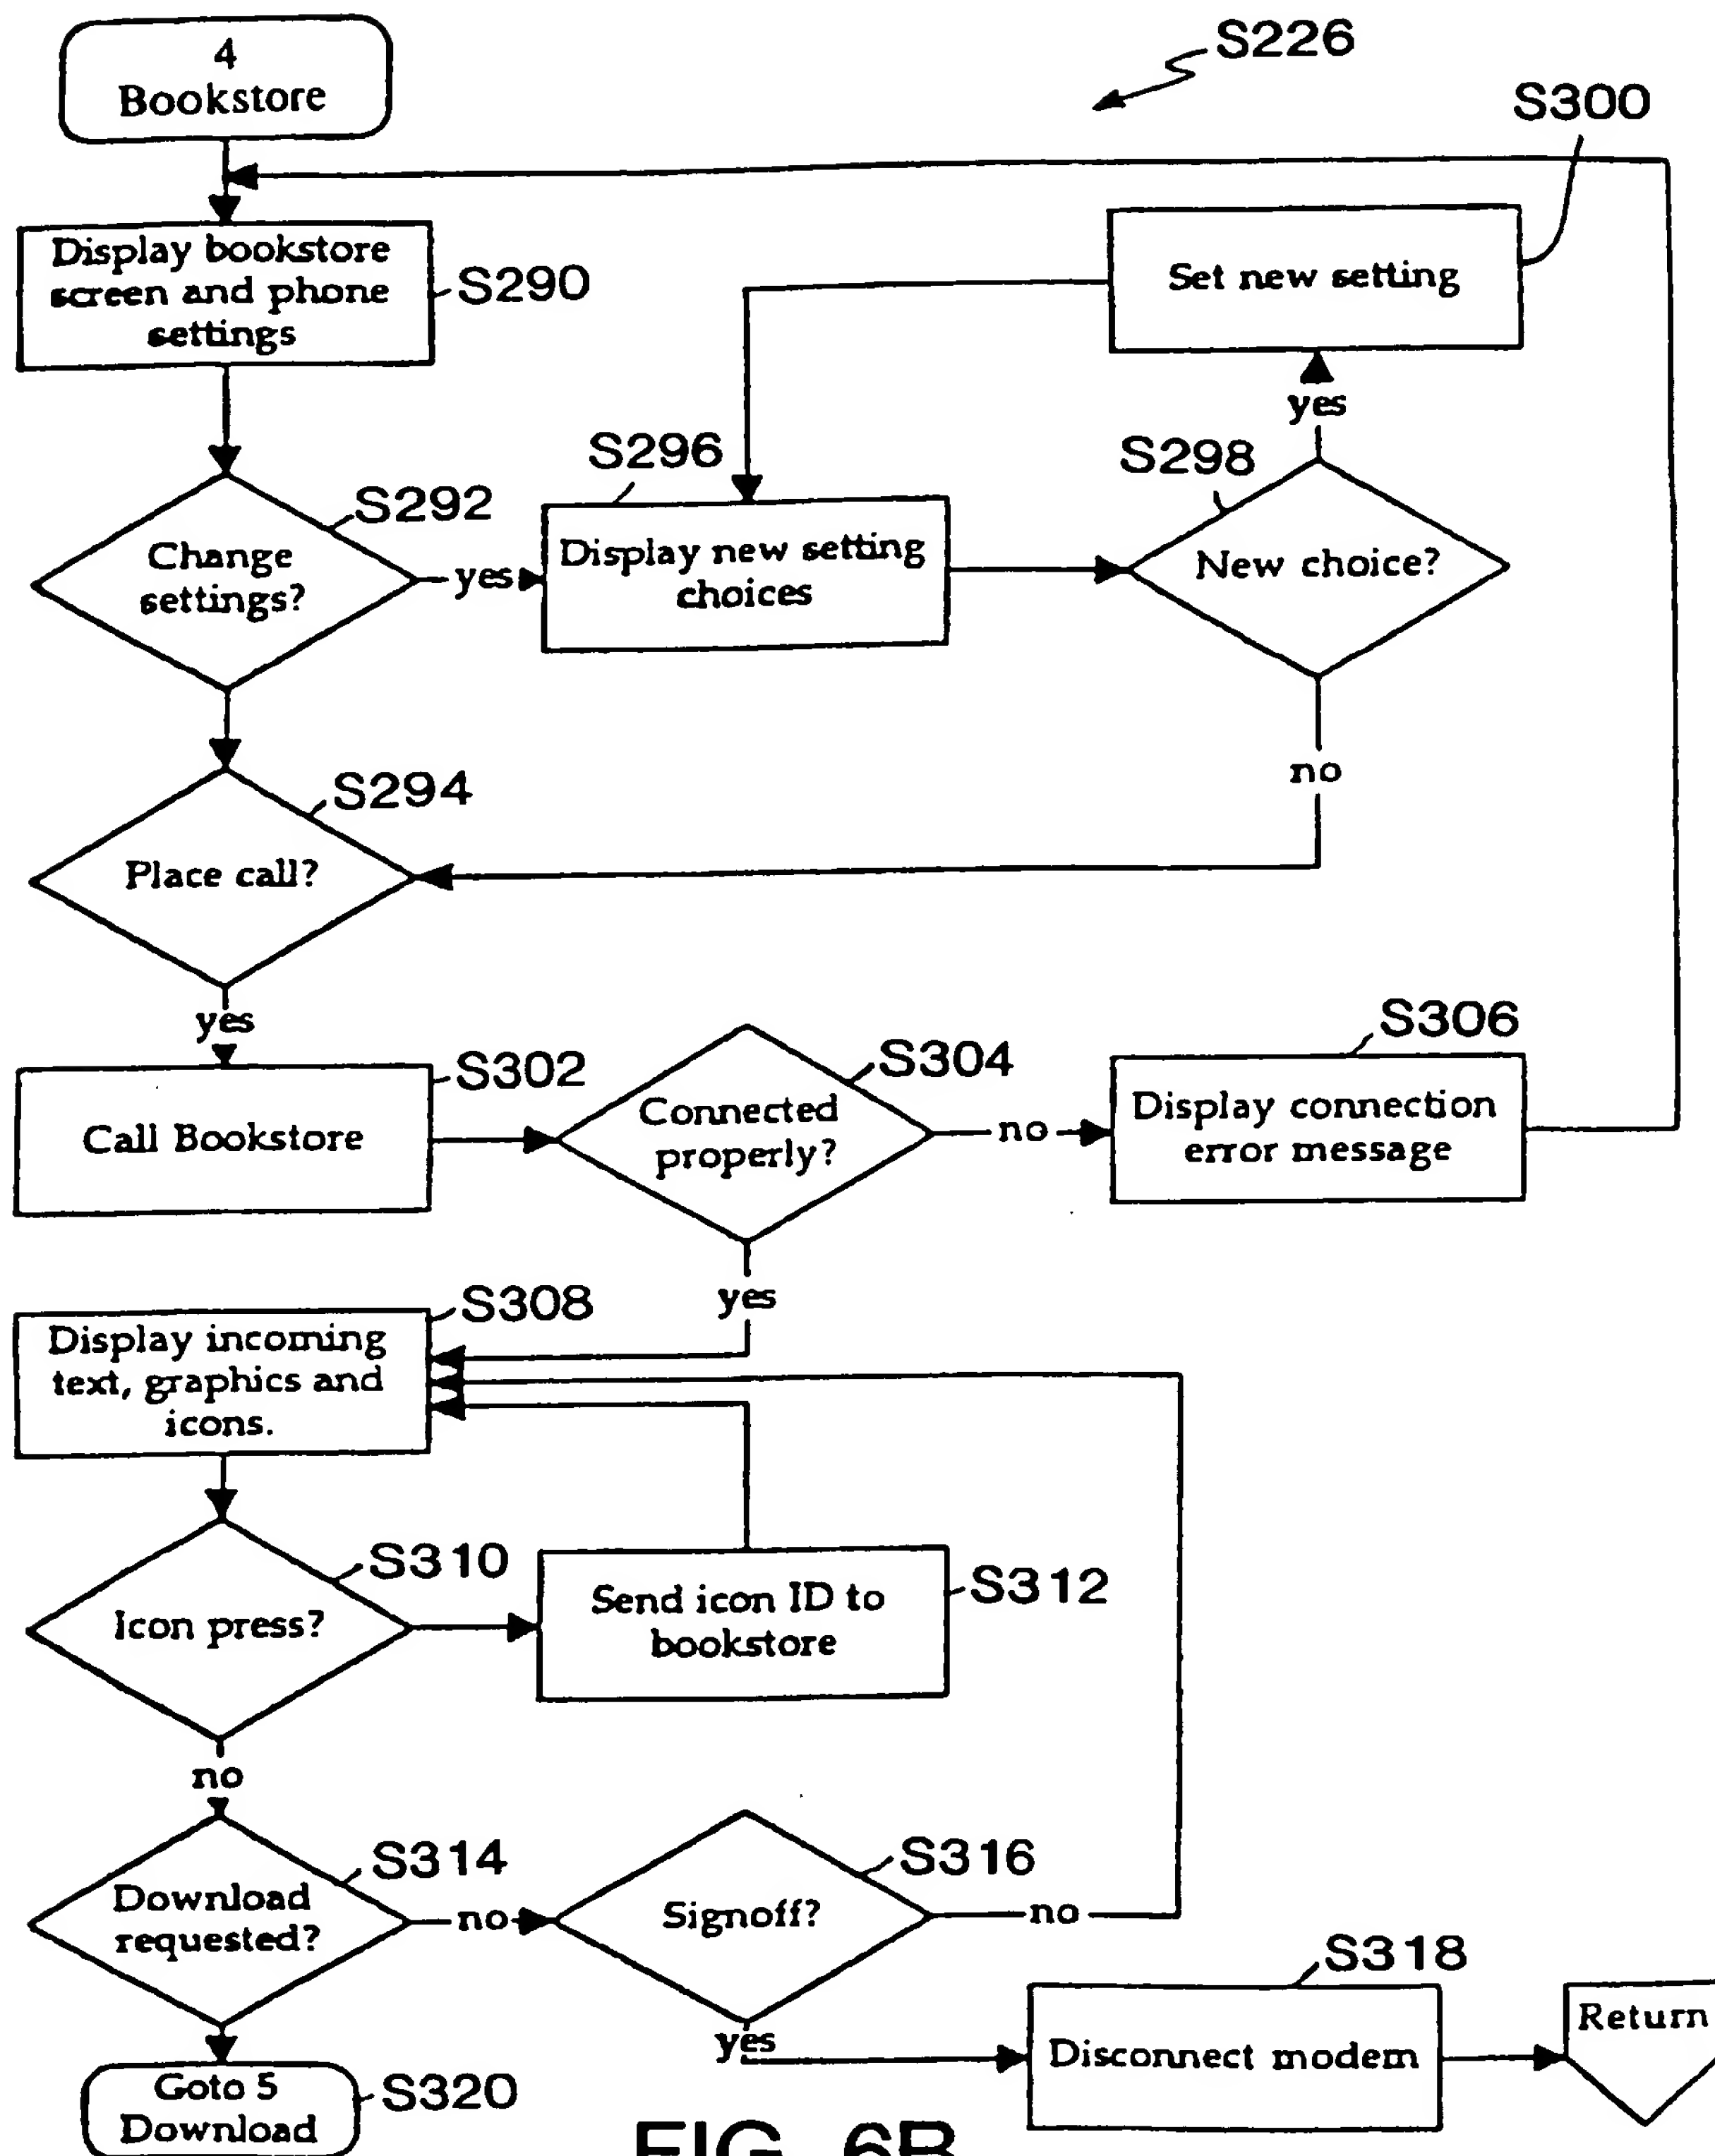 4
Bookstore
S226
S300
Display bookstore
screen and phone
settings
S290
Set new setting
yes
S296
S298
S292
Change
settings?
yes
Display new setting
choices
New choice?
no
S294
Place call?
yes
S302
Call Bookstore
S304
Connected
properly?
no
S306
Display connection
error message
yes
S308
Display incoming
text, graphics and
icons.
S310
Icon press?
Send icon ID to
bookstore
S312
no
S314
Download
requested?
no
S316
Signoff?
no
yes
S318
Disconnect modem
Return
Goto 5
Download
S320
FIG. 6B